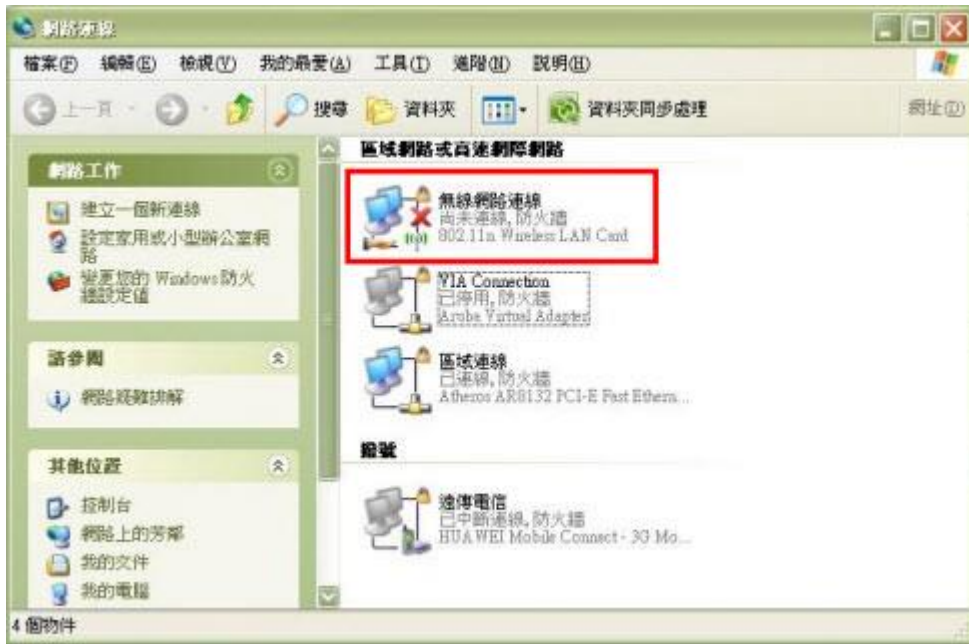 網路連線
檔案(F) 編輯(E) 檢視(V) 我的最愛(A) 工具(T) 進階(N) 說明(H)
上一頁 搜尋 資料夾 資料夾同步處理 網址(D)
網路工作
建立一個新連線
設定家用或小型辦公室網
路
變更您的 Windows 防火
牆設定值
請參閱
網路疑難排解
其他位置
控制台
網路上的芳鄰
我的文件
我的電腦
區域網路或高速網際網路
無線網路連線
尚未連線, 防火牆
802.11n Wireless LAN Card
VIA Connection
已停用, 防火牆
Aruba Virtual Adapter
區域連線
已連線, 防火牆
Atheros AR8132 PCI-E Fast Ethern...
撥號
遠傳電信
已中斷連線, 防火牆
HUAWEI Mobile Connect - 3G Mo...
4 個物件